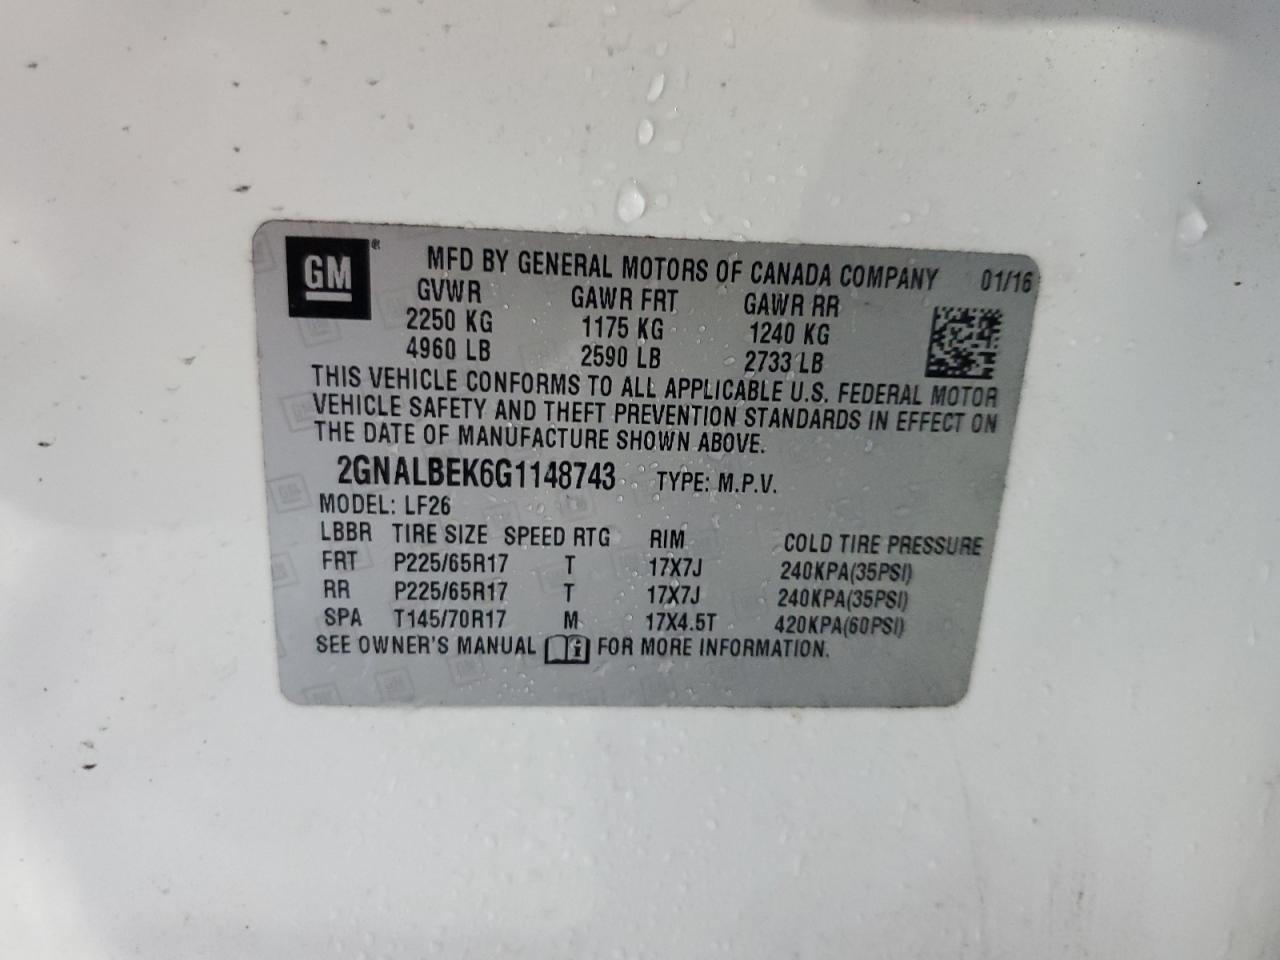 GM ® MFD BY GENERAL MOTORS OF CANADA COMPANY 01/16
GVWR GAWR FRT GAWR RR
2250 KG 1175 KG 1240 KG
4960 LB 2590 LB 2733 LB
THIS VEHICLE CONFORMS TO ALL APPLICABLE U.S. FEDERAL MOTOR
VEHICLE SAFETY AND THEFT PREVENTION STANDARDS IN EFFECT ON
THE DATE OF MANUFACTURE SHOWN ABOVE.
2GNALBEK6G1148743 TYPE: M.P.V.
MODEL: LF26
LBBR TIRE SIZE SPEED RTG RIM COLD TIRE PRESSURE
FRT P225/65R17 T 17X7J 240KPA(35PSI)
RR P225/65R17 T 17X7J 240KPA(35PSI)
SPA T145/70R17 M 17X4.5T 420KPA(60PSI)
SEE OWNER'S MANUAL i FOR MORE INFORMATION.